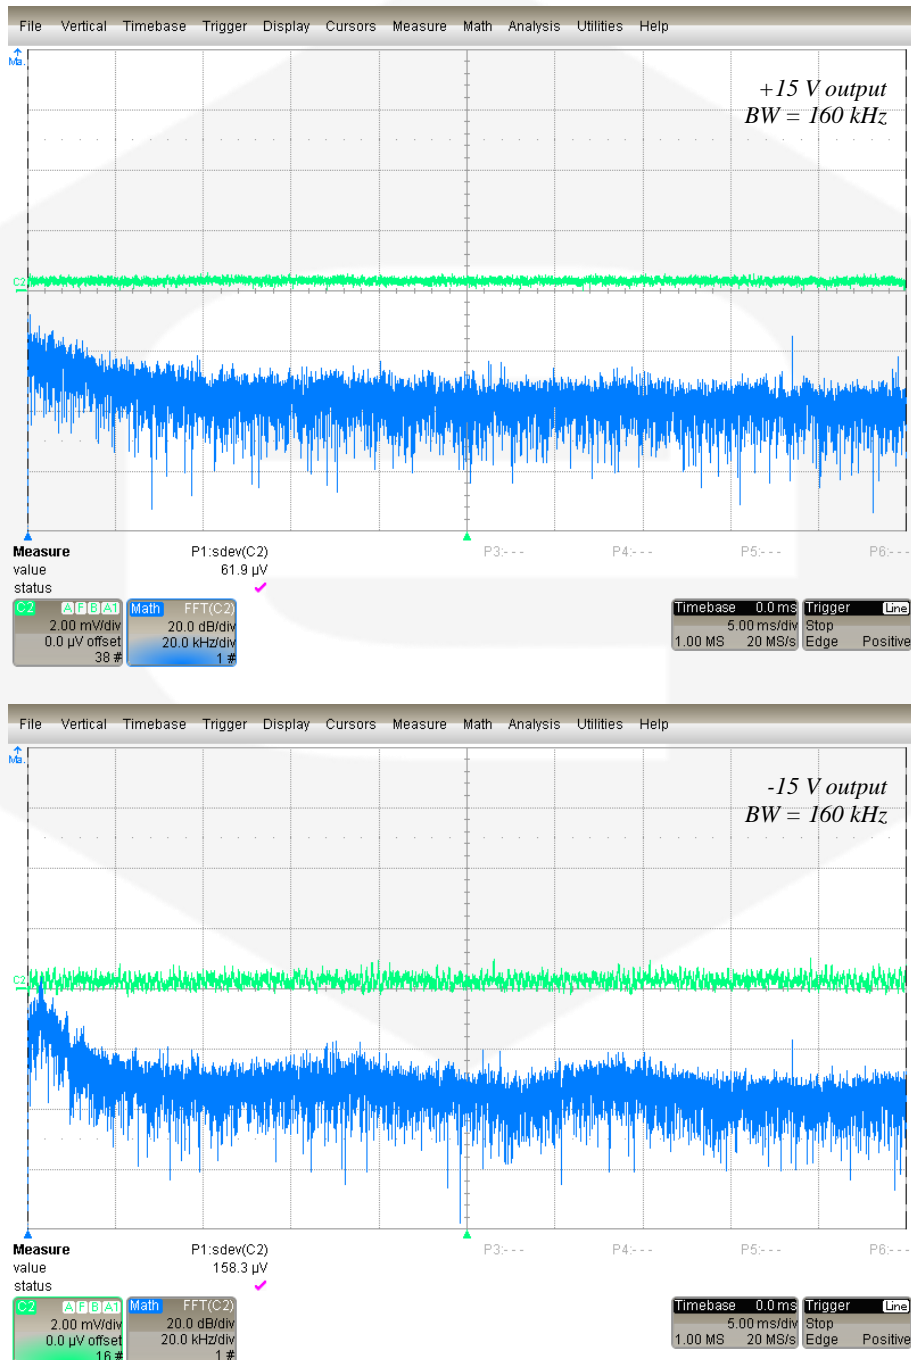 File Vertical Timebase Trigger Display Cursors Measure Math Analysis Utilities Help
Ma.
+15 V output
BW = 160 kHz
C2
Measure P1:sdev(C2) P3:- - - P4:- - - P5:- - - P6:- - -
value 61.9 µV
status
C2 A F B A1 Math FFT(C2) Timebase 0.0 ms Trigger Line
2.00 mV/div 20.0 dB/div 5.00 ms/div Stop
0.0 µV offset 20.0 kHz/div 1.00 MS 20 MS/s Edge Positive
38 # 1 #
File Vertical Timebase Trigger Display Cursors Measure Math Analysis Utilities Help
Ma.
-15 V output
BW = 160 kHz
C2
Measure P1:sdev(C2) P3:- - - P4:- - - P5:- - - P6:- - -
value 158.3 µV
status
C2 A F B A1 Math FFT(C2) Timebase 0.0 ms Trigger Line
2.00 mV/div 20.0 dB/div 5.00 ms/div Stop
0.0 µV offset 20.0 kHz/div 1.00 MS 20 MS/s Edge Positive
16 # 1 #